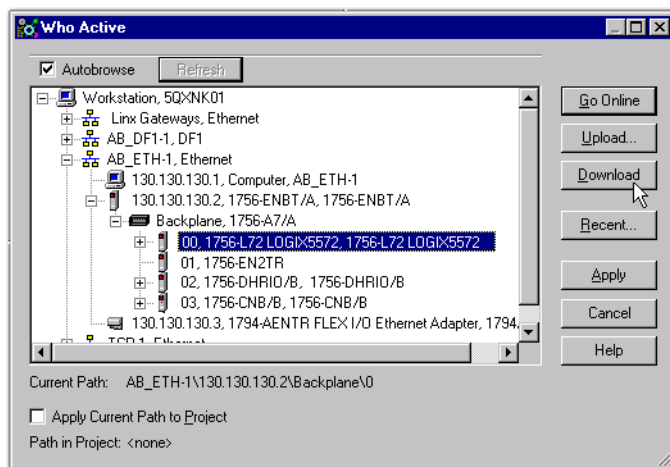 Who Active
Autobrowse
Refresh
Workstation, 5QXNK01
Linx Gateways, Ethernet
AB_DF1-1, DF1
AB_ETH-1, Ethernet
130.130.130.1, Computer, AB_ETH-1
130.130.130.2, 1756-ENBT/A, 1756-ENBT/A
Backplane, 1756-A7/A
00, 1756-L72 LOGIX5572, 1756-L72 LOGIX5572
01, 1756-EN2TR
02, 1756-DHRIO/B, 1756-DHRIO/B
03, 1756-CNB/B, 1756-CNB/B
130.130.130.3, 1794-AENTR FLEX I/O Ethernet Adapter, 1794.
Go Online
Upload...
Download
Recent...
Apply
Cancel
Help
Current Path: AB_ETH-1\130.130.130.2\Backplane\0
Apply Current Path to Project
Path in Project: <none>